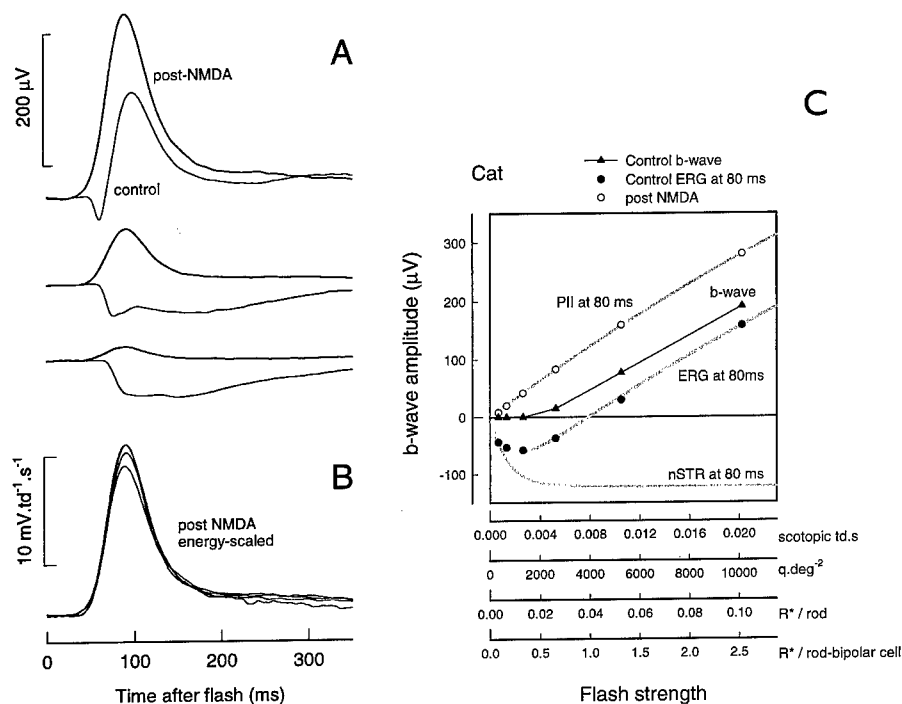 A
200 µV
post-NMDA
control
B
10 mV.td⁻¹.s⁻¹
post NMDA
energy-scaled
0 100 200 300
Time after flash (ms)
C
Cat
Control b-wave
Control ERG at 80 ms
post NMDA
b-wave amplitude (µV)
300
200
100
0
-100
PII at 80 ms
b-wave
ERG at 80ms
nSTR at 80 ms
0.000 0.004 0.008 0.012 0.016 0.020 scotopic td.s
0 2000 4000 6000 8000 10000 q.deg⁻²
0.00 0.02 0.04 0.06 0.08 0.10 R* / rod
0.0 0.5 1.0 1.5 2.0 2.5 R* / rod-bipolar cell
Flash strength